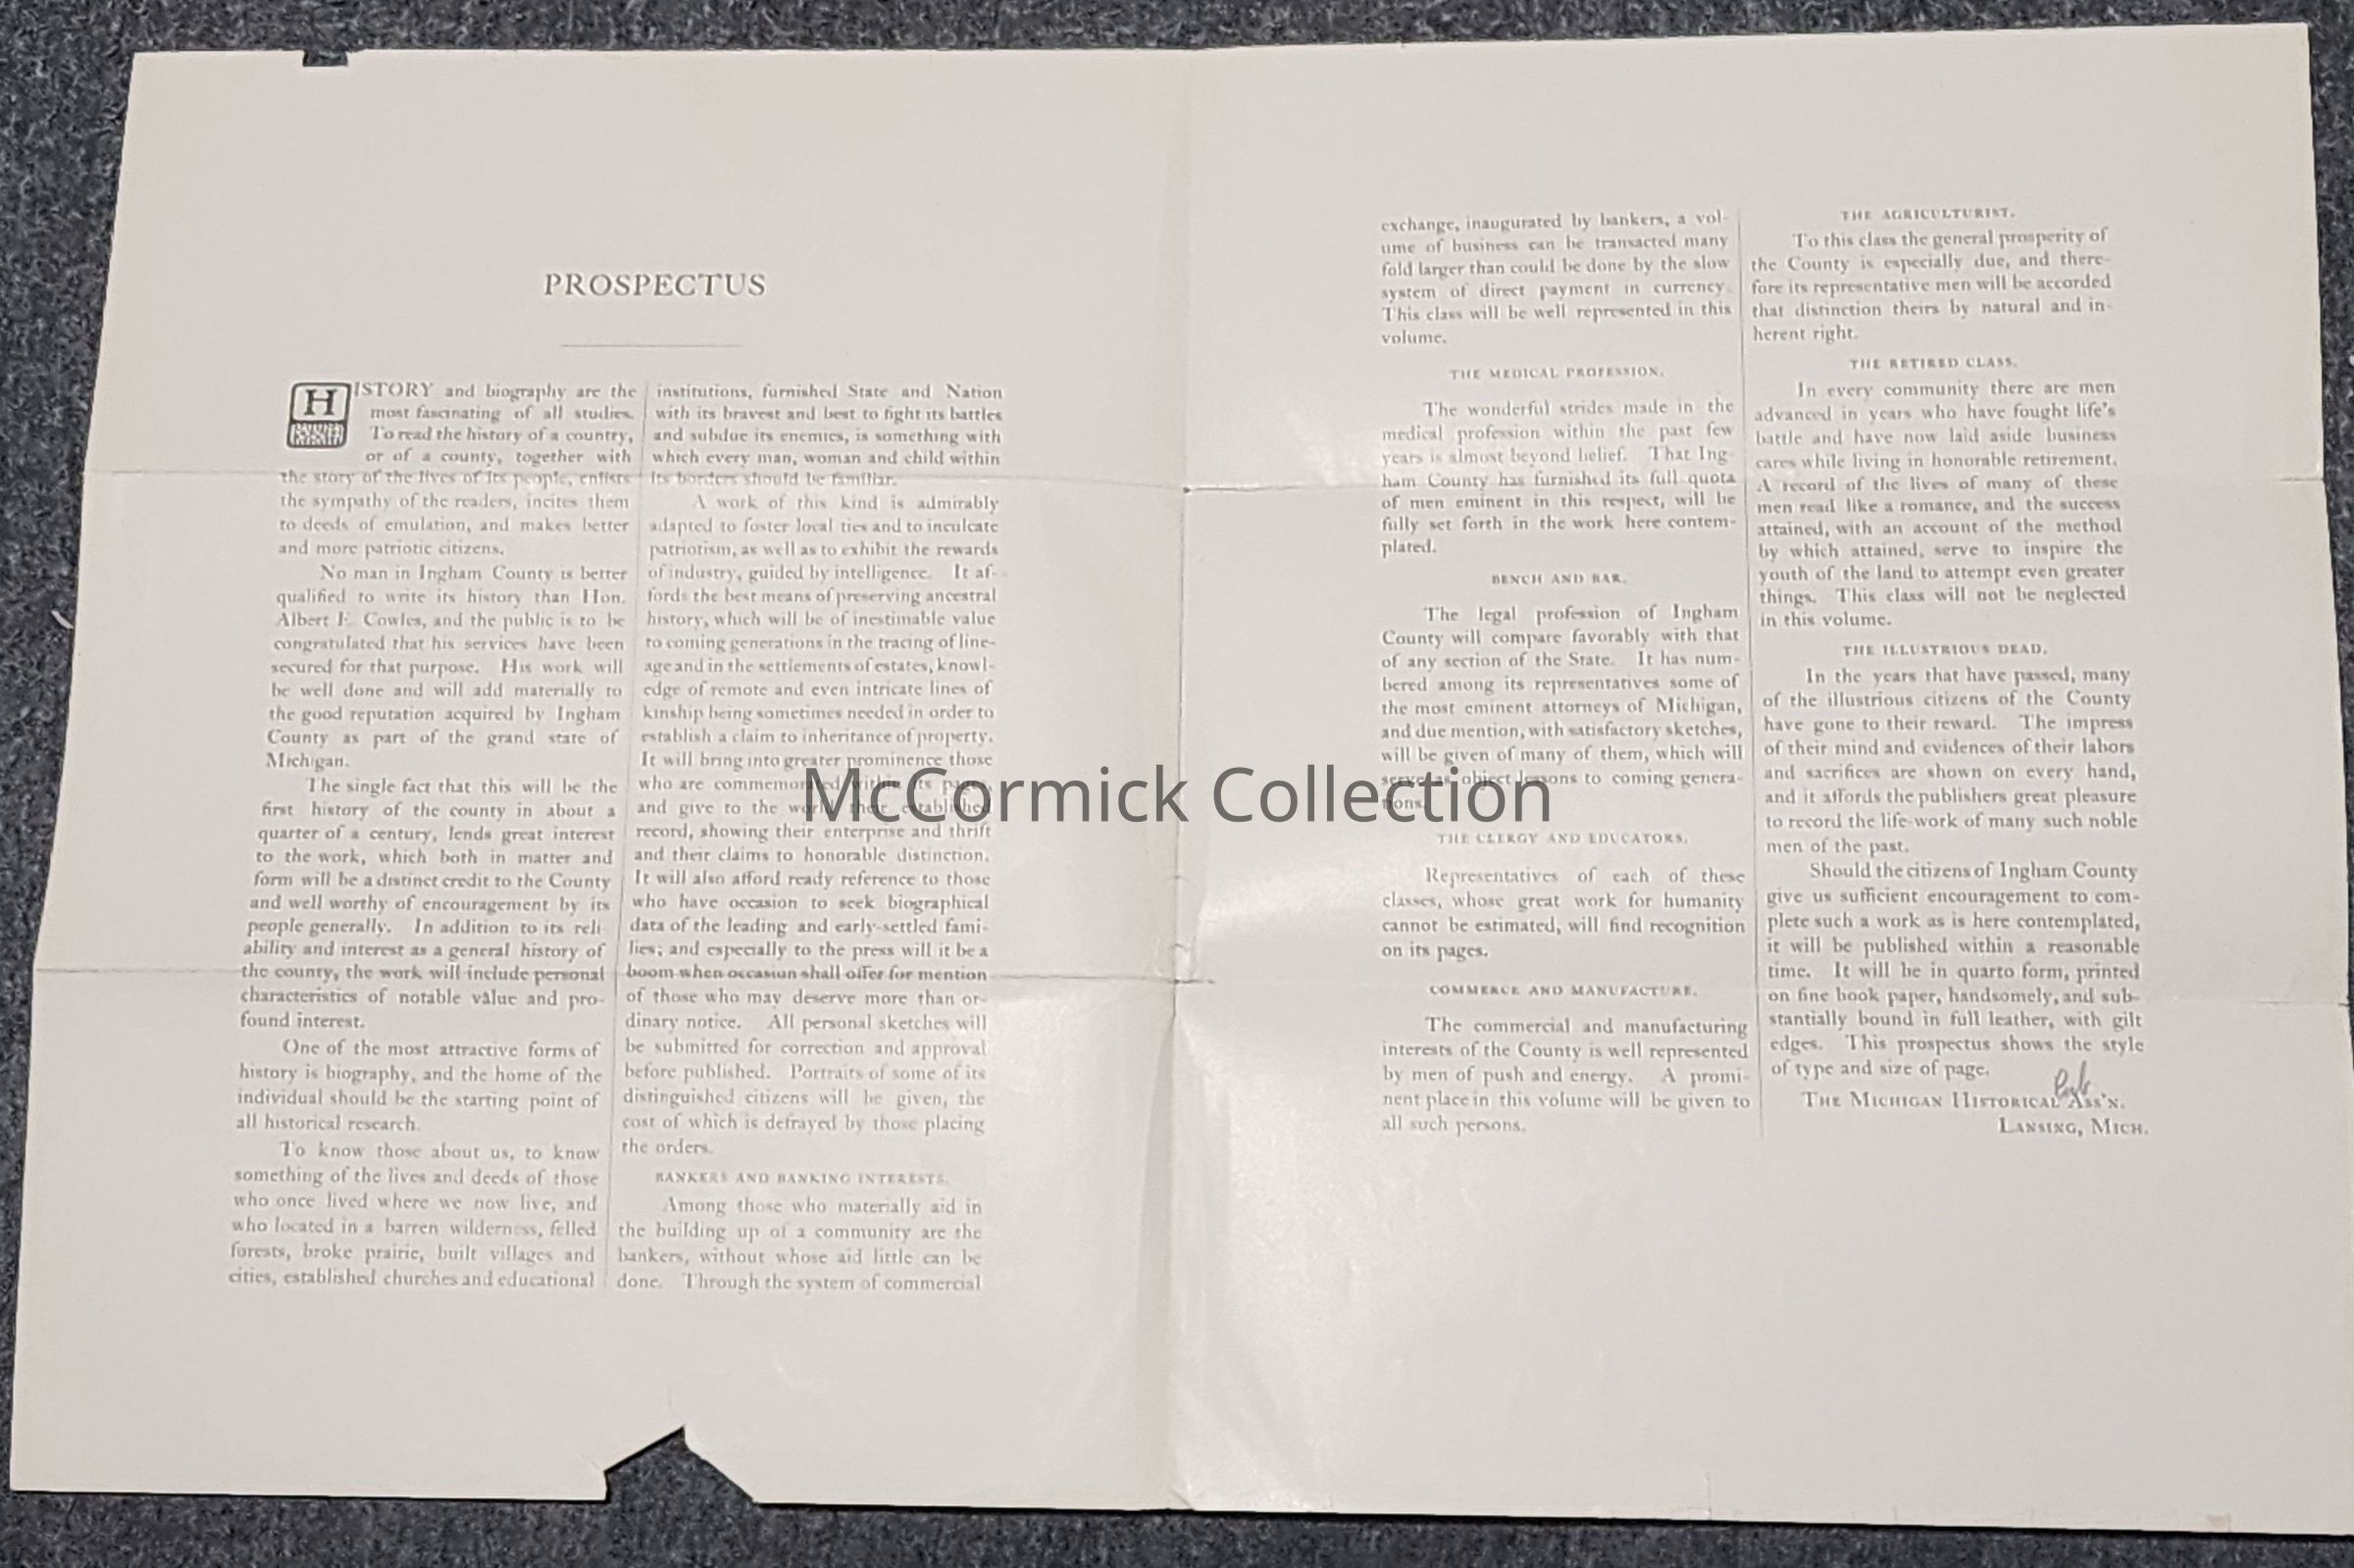 PROSPECTUS
HISTORY and biography are the
most fascinating of all studies.
To read the history of a country,
or of a county, together with
the story of the lives of its people, enlists
the sympathy of the readers, incites them
to deeds of emulation, and makes better
and more patriotic citizens.
No man in Ingham County is better
qualified to write its history than Hon.
Albert E. Cowles, and the public is to be
congratulated that his services have been
secured for that purpose. His work will
be well done and will add materially to
the good reputation acquired by Ingham
County as part of the grand state of
Michigan.
The single fact that this will be the
first history of the county in about a
quarter of a century, lends great interest
to the work, which both in matter and
form will be a distinct credit to the County
and well worthy of encouragement by its
people generally. In addition to its reli-
ability and interest as a general history of
the county, the work will include personal
characteristics of notable value and pro-
found interest.
One of the most attractive forms of
history is biography, and the home of the
individual should be the starting point of
all historical research.
To know those about us, to know
something of the lives and deeds of those
who once lived where we now live, and
who located in a barren wilderness, felled
forests, broke prairie, built villages and
cities, established churches and educational
institutions, furnished State and Nation
with its bravest and best to fight its battles
and subdue its enemies, is something with
which every man, woman and child within
its borders should be familiar.
A work of this kind is admirably
adapted to foster local ties and to inculcate
patriotism, as well as to exhibit the rewards
of industry, guided by intelligence. It af-
fords the best means of preserving ancestral
history, which will be of inestimable value
to coming generations in the tracing of line-
age and in the settlements of estates, knowl-
edge of remote and even intricate lines of
kinship being sometimes needed in order to
establish a claim to inheritance of property.
It will bring into greater prominence those
who are commemorated within its pages,
and give to the world their established
record, showing their enterprise and thrift
and their claims to honorable distinction.
It will also afford ready reference to those
who have occasion to seek biographical
data of the leading and early-settled fami-
lies; and especially to the press will it be a
boom when occasion shall offer for mention
of those who may deserve more than or-
dinary notice. All personal sketches will
be submitted for correction and approval
before published. Portraits of some of its
distinguished citizens will be given, the
cost of which is defrayed by those placing
the orders.
BANKERS AND BANKING INTERESTS.
Among those who materially aid in
the building up of a community are the
bankers, without whose aid little can be
done. Through the system of commercial
exchange, inaugurated by bankers, a vol-
ume of business can be transacted many
fold larger than could be done by the slow
system of direct payment in currency.
This class will be well represented in this
volume.
THE MEDICAL PROFESSION.
The wonderful strides made in the
medical profession within the past few
years is almost beyond belief. That Ing-
ham County has furnished its full quota
of men eminent in this respect, will be
fully set forth in the work here contem-
plated.
BENCH AND BAR.
The legal profession of Ingham
County will compare favorably with that
of any section of the State. It has num-
bered among its representatives some of
the most eminent attorneys of Michigan,
and due mention, with satisfactory sketches,
will be given of many of them, which will
serve as object lessons to coming genera-
tions.
THE CLERGY AND EDUCATORS.
Representatives of each of these
classes, whose great work for humanity
cannot be estimated, will find recognition
on its pages.
COMMERCE AND MANUFACTURE.
The commercial and manufacturing
interests of the County is well represented
by men of push and energy. A promi-
nent place in this volume will be given to
all such persons.
THE AGRICULTURIST.
To this class the general prosperity of
the County is especially due, and there-
fore its representative men will be accorded
that distinction theirs by natural and in-
herent right.
THE RETIRED CLASS.
In every community there are men
advanced in years who have fought life's
battle and have now laid aside business
cares while living in honorable retirement.
A record of the lives of many of these
men read like a romance, and the success
attained, with an account of the method
by which attained, serve to inspire the
youth of the land to attempt even greater
things. This class will not be neglected
in this volume.
THE ILLUSTRIOUS DEAD.
In the years that have passed, many
of the illustrious citizens of the County
have gone to their reward. The impress
of their mind and evidences of their labors
and sacrifices are shown on every hand,
and it affords the publishers great pleasure
to record the life-work of many such noble
men of the past.
Should the citizens of Ingham County
give us sufficient encouragement to com-
plete such a work as is here contemplated,
it will be published within a reasonable
time. It will be in quarto form, printed
on fine book paper, handsomely, and sub-
stantially bound in full leather, with gilt
edges. This prospectus shows the style
of type and size of page.
THE MICHIGAN HISTORICAL ASS'N.
LANSING, MICH.
McCormick Collection